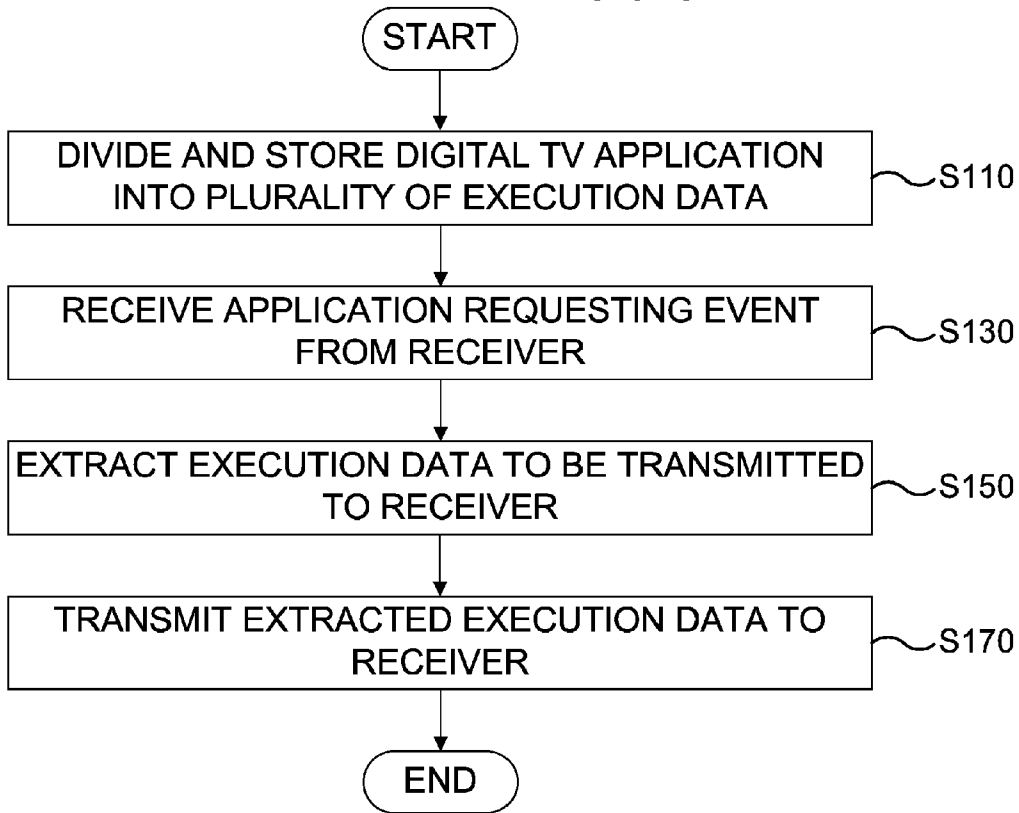 START
DIVIDE AND STORE DIGITAL TV APPLICATION
INTO PLURALITY OF EXECUTION DATA
S110
RECEIVE APPLICATION REQUESTING EVENT
FROM RECEIVER
S130
EXTRACT EXECUTION DATA TO BE TRANSMITTED
TO RECEIVER
S150
TRANSMIT EXTRACTED EXECUTION DATA TO
RECEIVER
S170
END